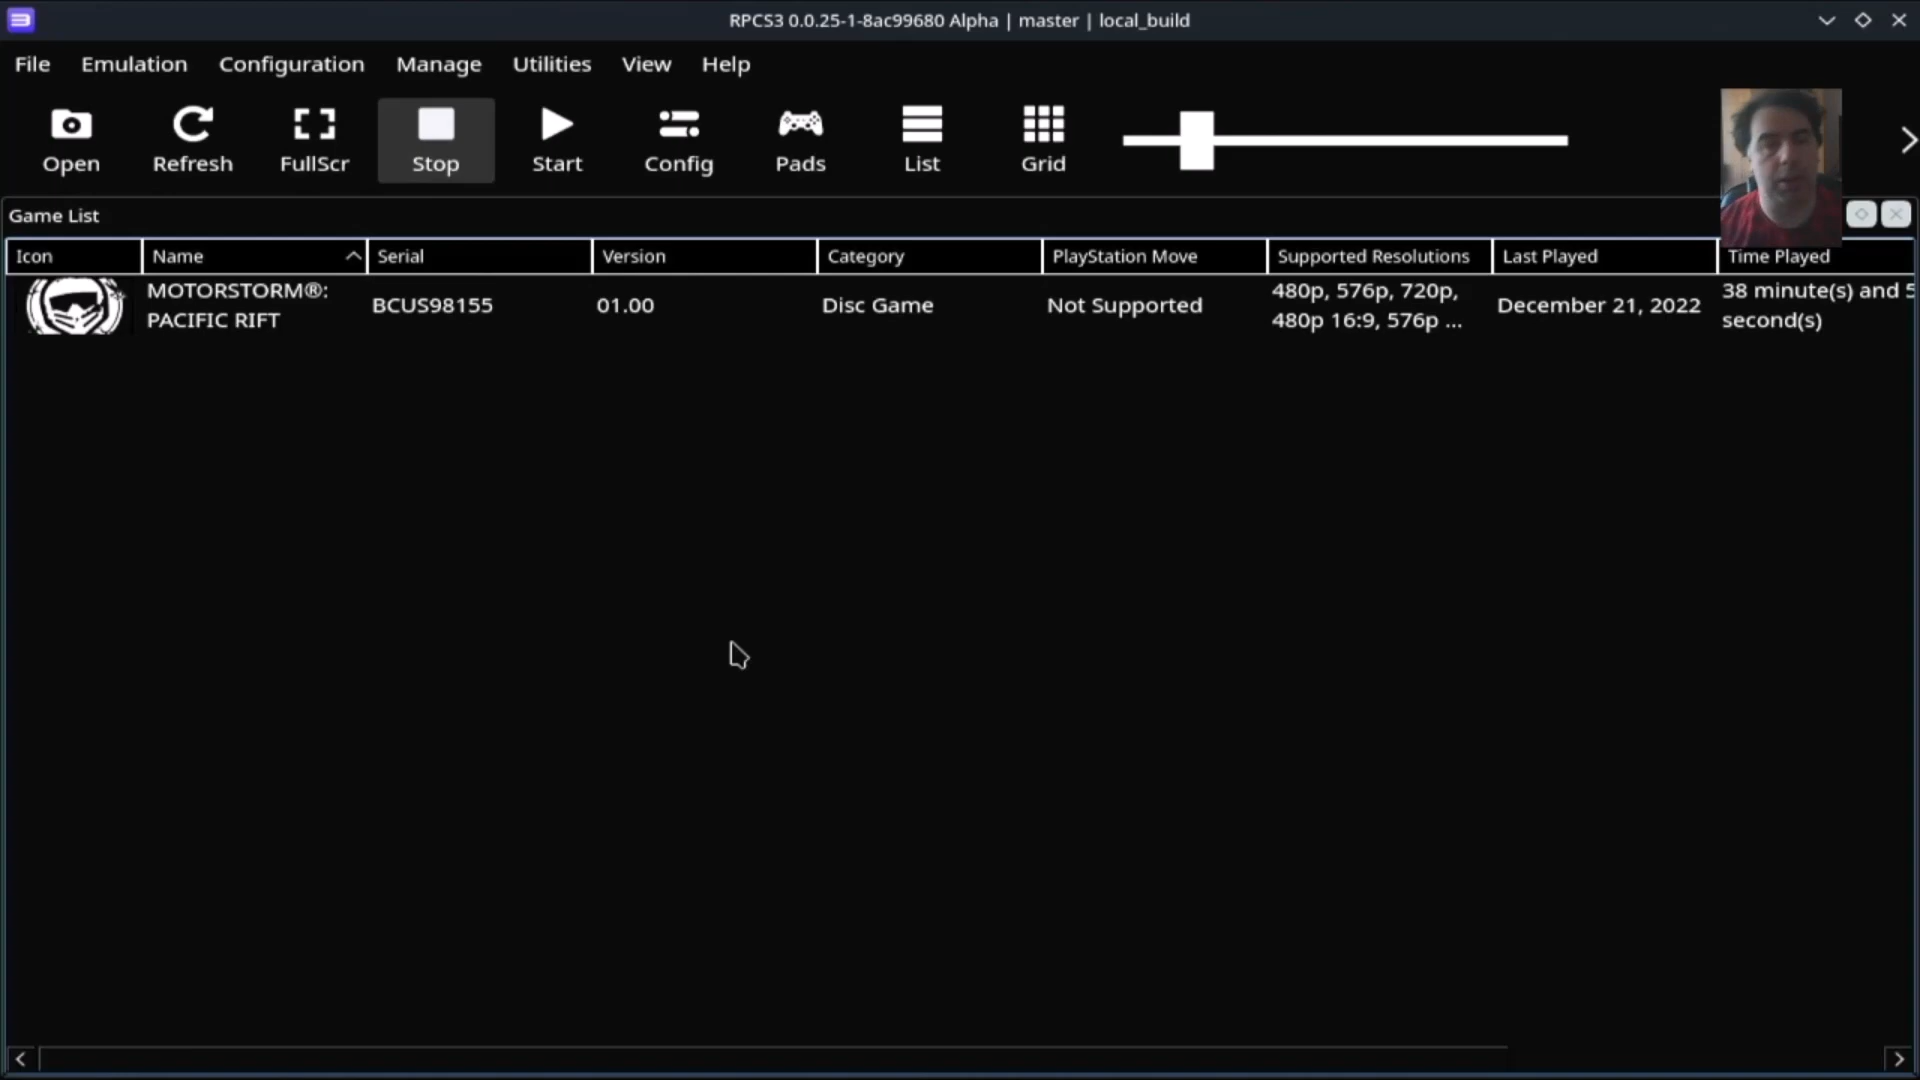 RPCS3 0.0.25-1-8ac99680 Alpha | master | local_build
File Emulation Configuration Manage Utilities View Help
Open Refresh FullScr Stop Start Config Pads List Grid
Game List
Icon Name Serial Version Category PlayStation Move Supported Resolutions Last Played Time Played
MOTORSTORM®: PACIFIC RIFT BCUS98155 01.00 Disc Game Not Supported 480p, 576p, 720p, 480p 16:9, 576p ... December 21, 2022 38 minute(s) and second(s)